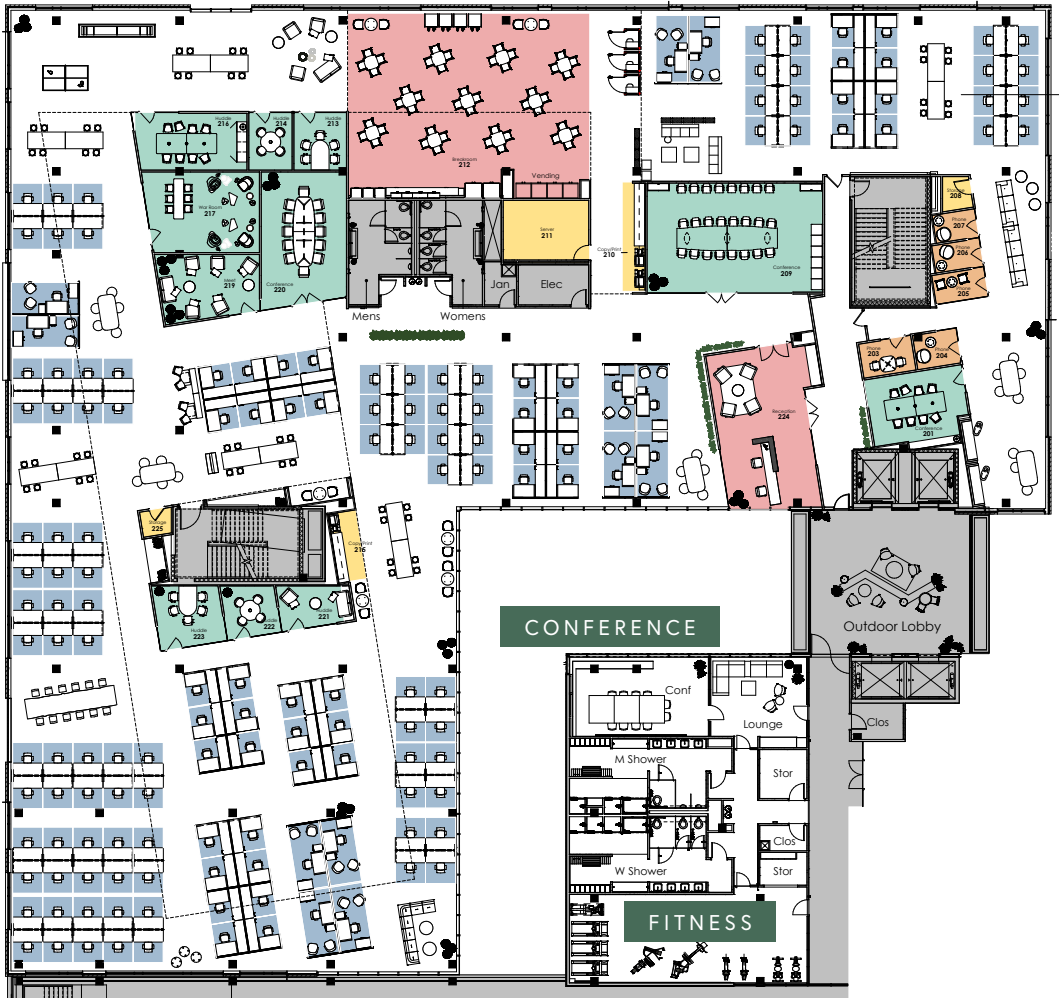 Huddle
216
Huddle
214
Huddle
213
Breakroom
212
Vending
War Room
217
Storage
208
Phone
207
Phone
206
Phone
205
Server
211
Copy/Print
210
Conference
209
Meet
219
Conference
220
Jan
Elec
Mens
Womens
Phone
203
Phone
204
Reception
224
Conference
201
Storage
225
Copy/Print
216
Huddle
223
Huddle
222
Huddle
221
CONFERENCE
Outdoor Lobby
Conf
Lounge
Clos
M Shower
Stor
Clos
W Shower
Stor
FITNESS